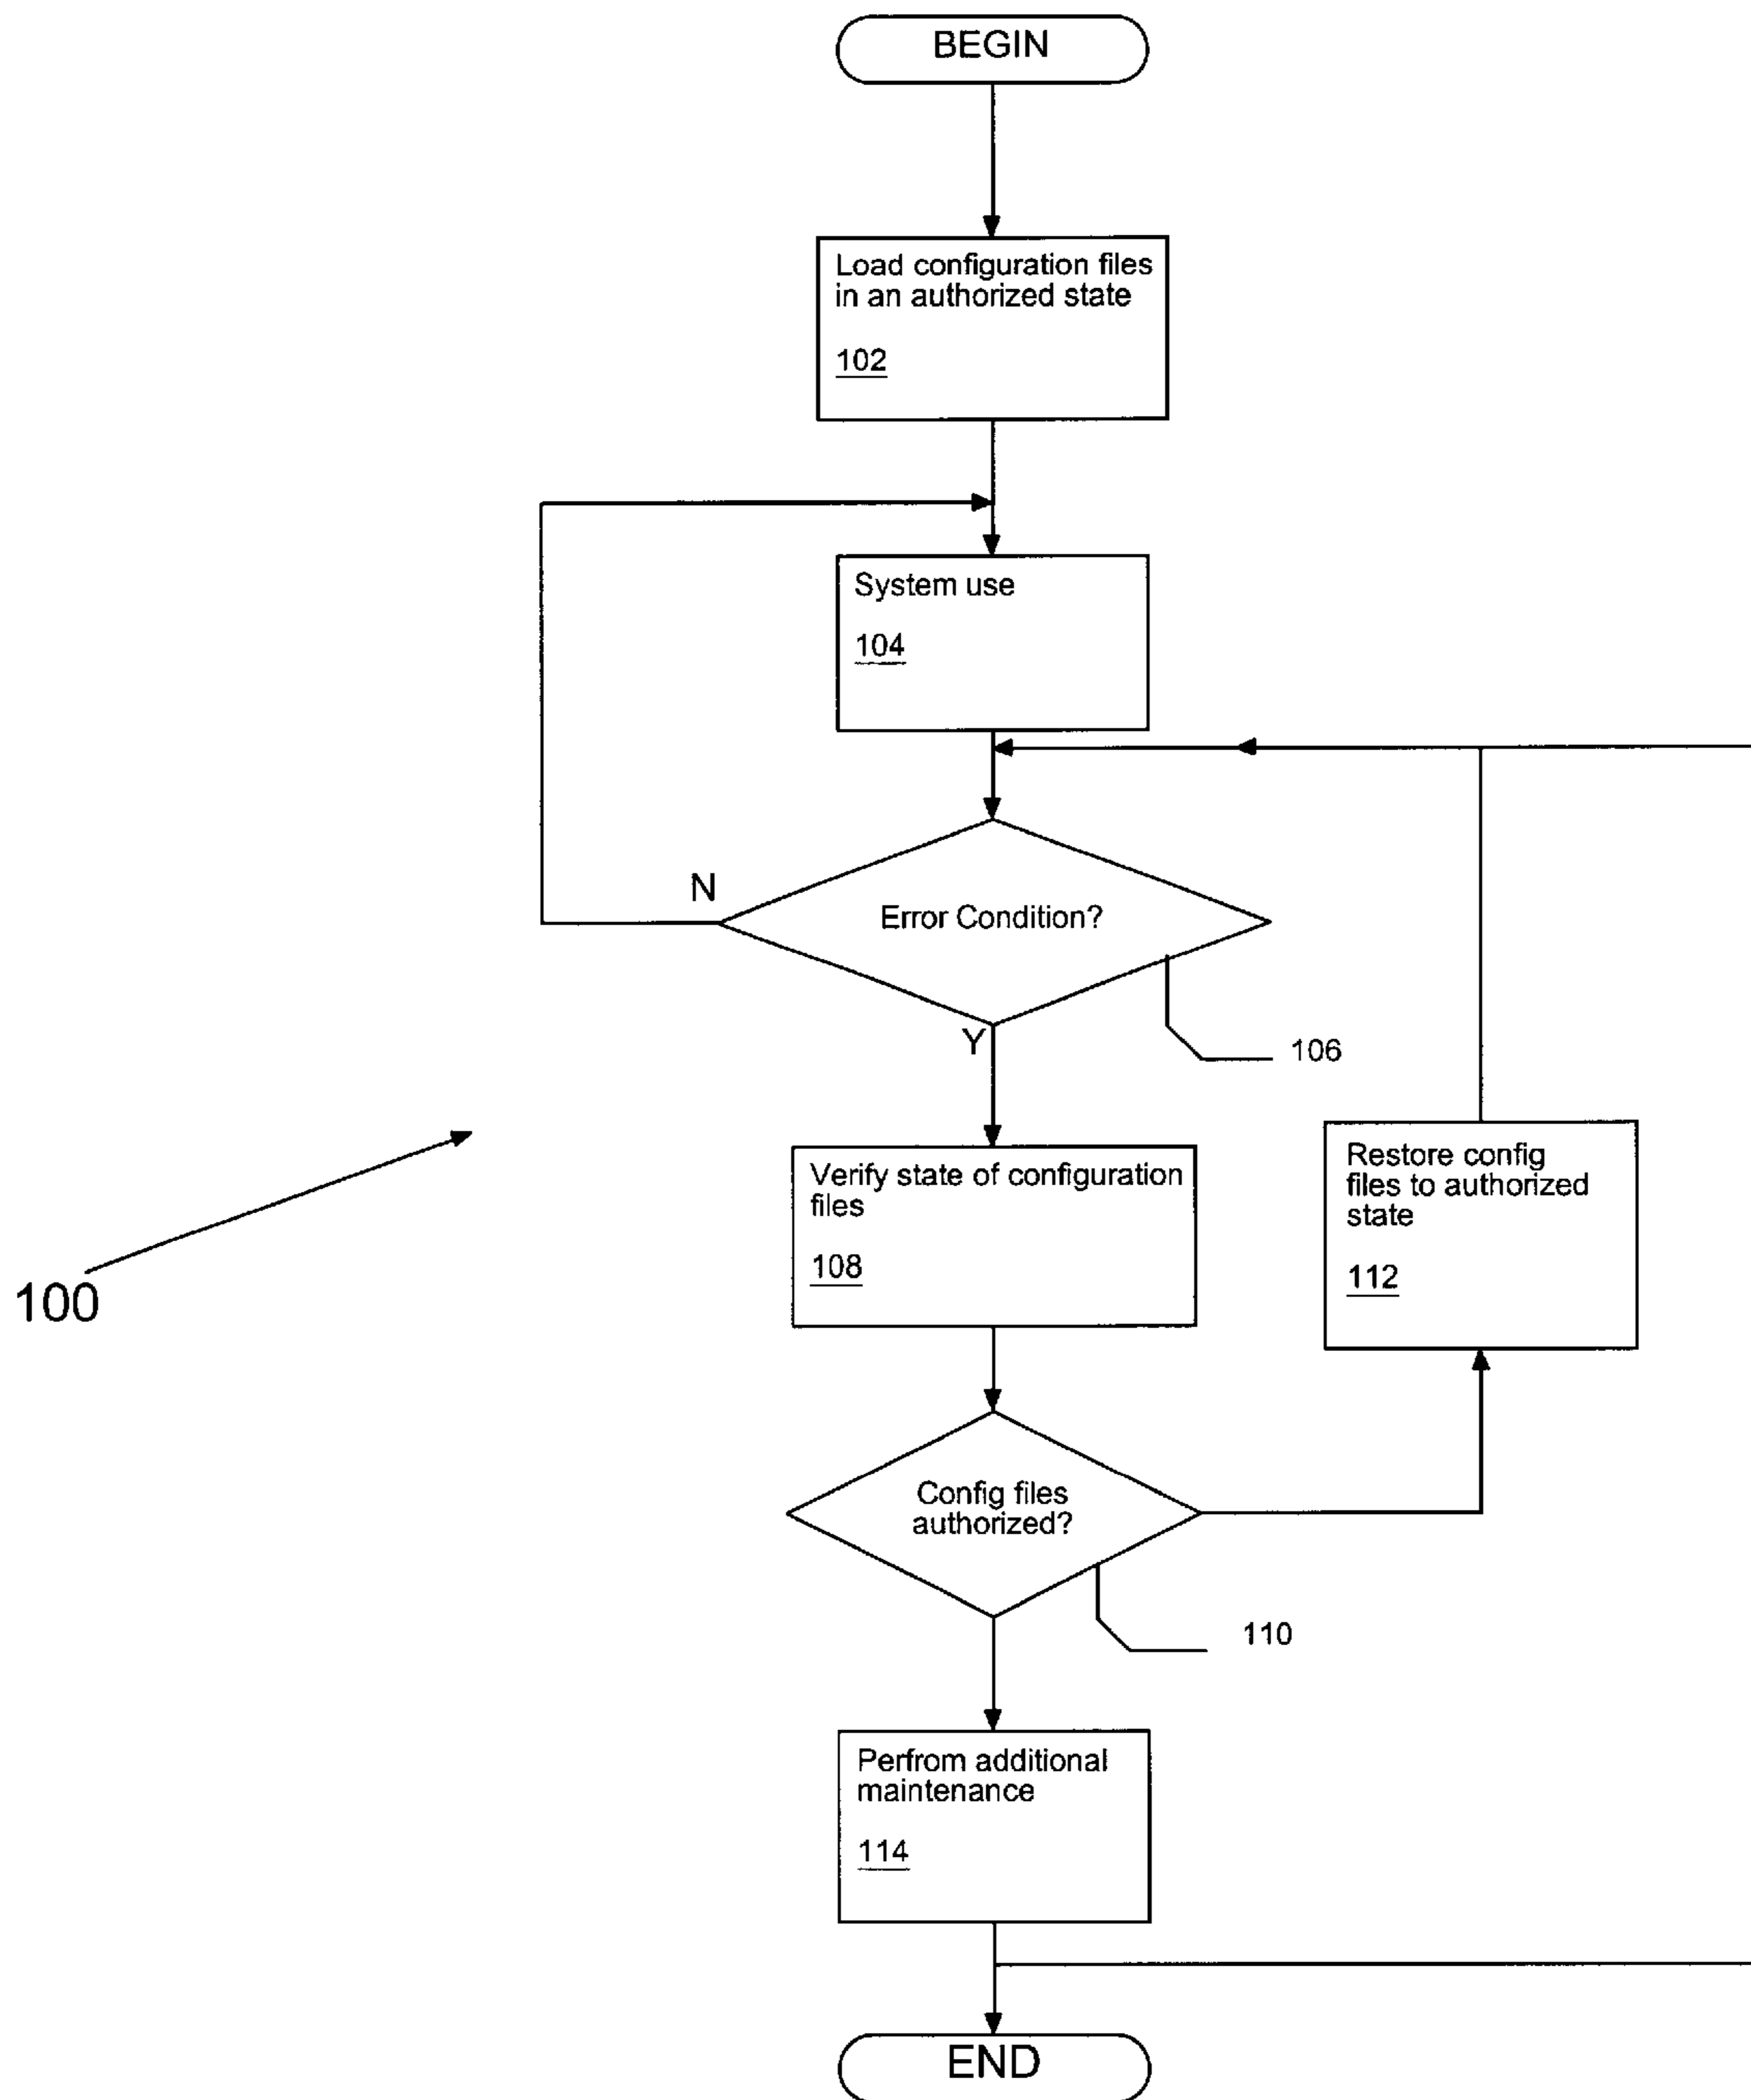 BEGIN
Load configuration files
in an authorized state
102
System use
104
N
Error Condition?
Y
106
Verify state of configuration
files
108
Restore config
files to authorized
state
112
100
Config files
authorized?
110
Perfrom additional
maintenance
114
END